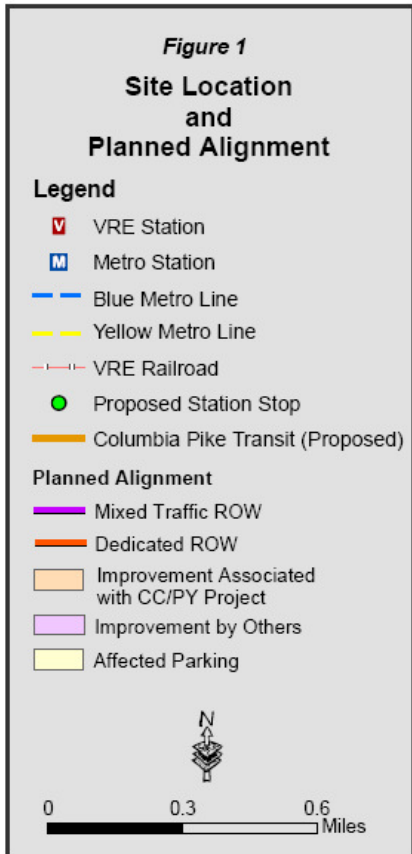 Figure 1
Site Location
and
Planned Alignment
Legend
V VRE Station
M Metro Station
Blue Metro Line
Yellow Metro Line
VRE Railroad
Proposed Station Stop
Columbia Pike Transit (Proposed)
Planned Alignment
Mixed Traffic ROW
Dedicated ROW
Improvement Associated
with CC/PY Project
Improvement by Others
Affected Parking
N
0 0.3 0.6
Miles